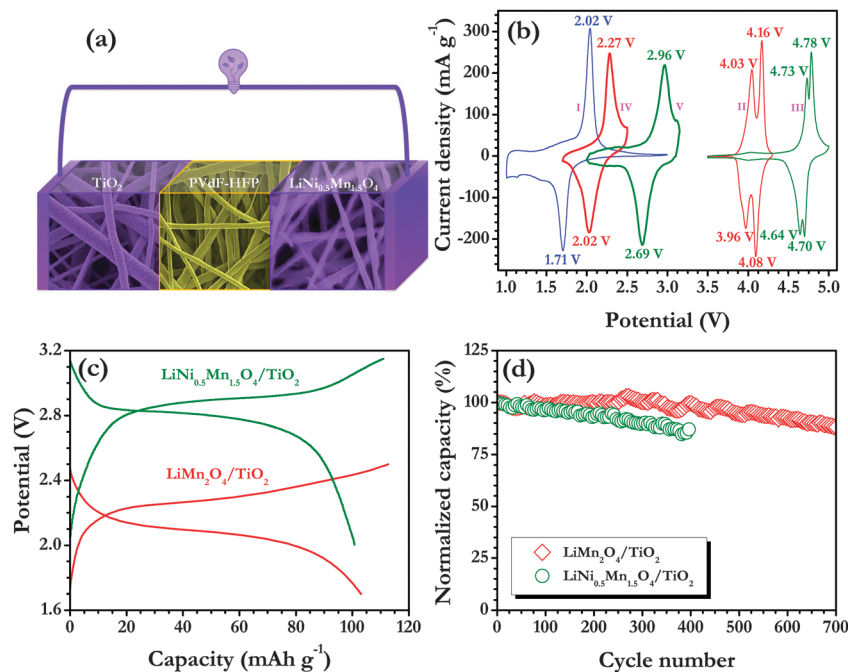 (a)
TiO₂
PVdF-HFP
LiNi₀.₅Mn₁.₅O₄
(b)
Current density (mA g⁻¹)
300
200
100
0
-100
-200
2.02 V
2.27 V
2.96 V
4.03 V
4.16 V
4.73 V
4.78 V
I
IV
V
II
III
1.71 V
2.02 V
2.69 V
3.96 V
4.08 V
4.64 V
4.70 V
1.0 1.5 2.0 2.5 3.0 3.5 4.0 4.5 5.0
Potential (V)
(c)
Potential (V)
3.2
2.8
2.4
2.0
1.6
LiNi₀.₅Mn₁.₅O₄/TiO₂
LiMn₂O₄/TiO₂
0 20 40 60 80 100 120
Capacity (mAh g⁻¹)
(d)
Normalized capacity (%)
125
100
75
50
25
0
LiMn₂O₄/TiO₂
LiNi₀.₅Mn₁.₅O₄/TiO₂
0 100 200 300 400 500 600 700
Cycle number